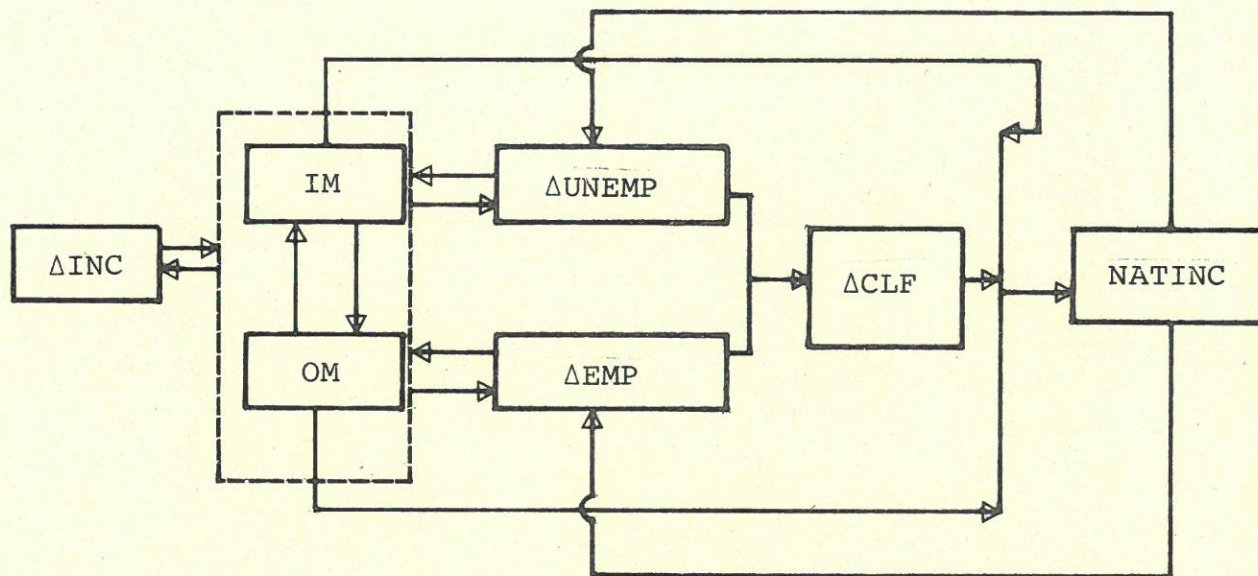 IM
ΔUNEMP
ΔINC
ΔCLF
NATINC
OM
ΔEMP